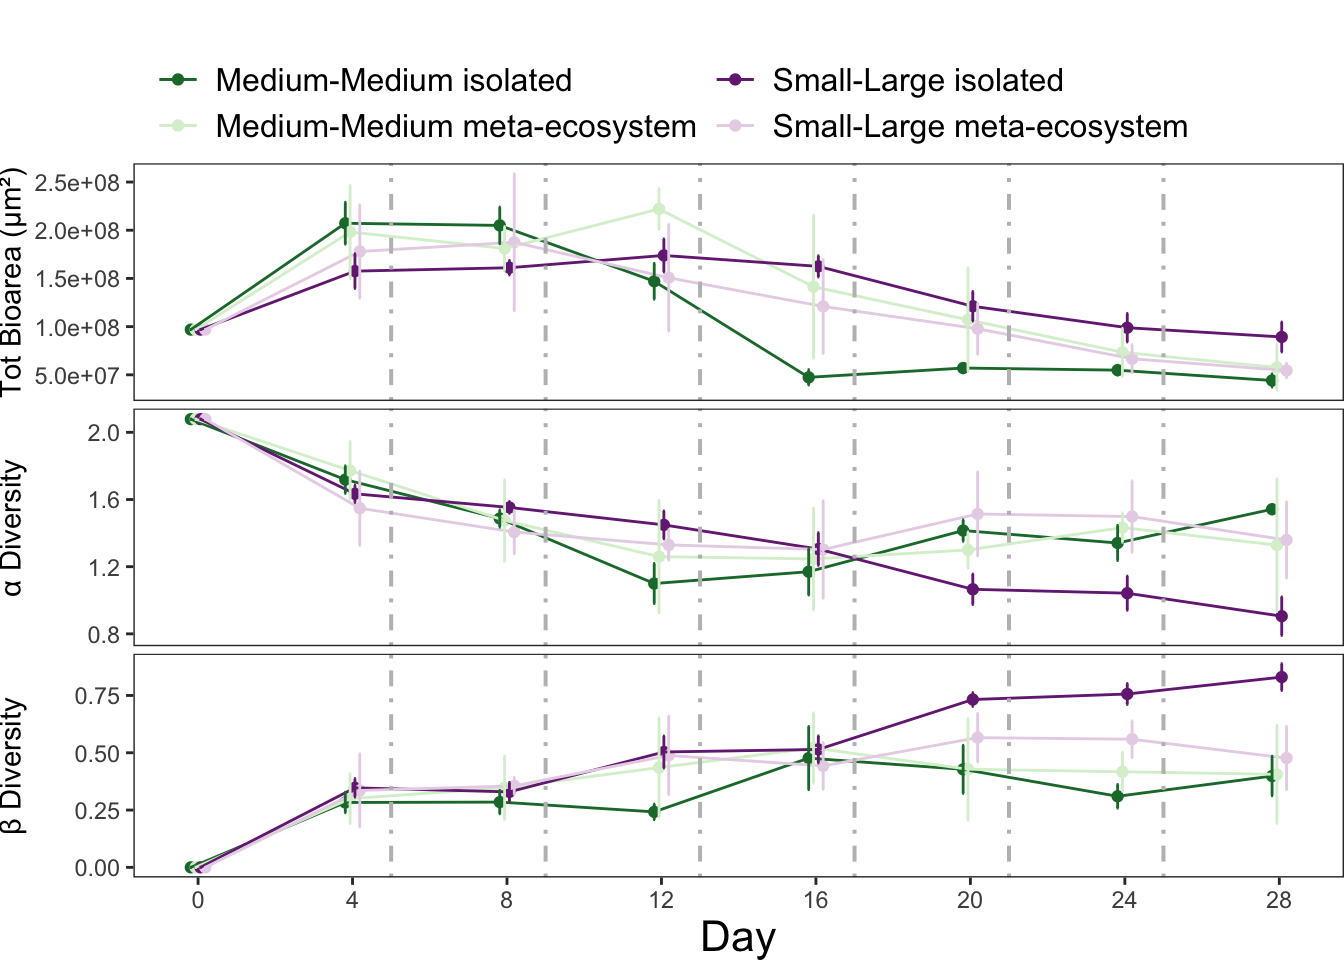 Medium-Medium isolated
Small-Large isolated
Medium-Medium meta-ecosystem
Small-Large meta-ecosystem
Tot Bioarea (µm²)
2.5e+08
2.0e+08
1.5e+08
1.0e+08
5.0e+07
α Diversity
2.0
1.6
1.2
0.8
β Diversity
0.75
0.50
0.25
0.00
0 4 8 12 16 20 24 28
Day